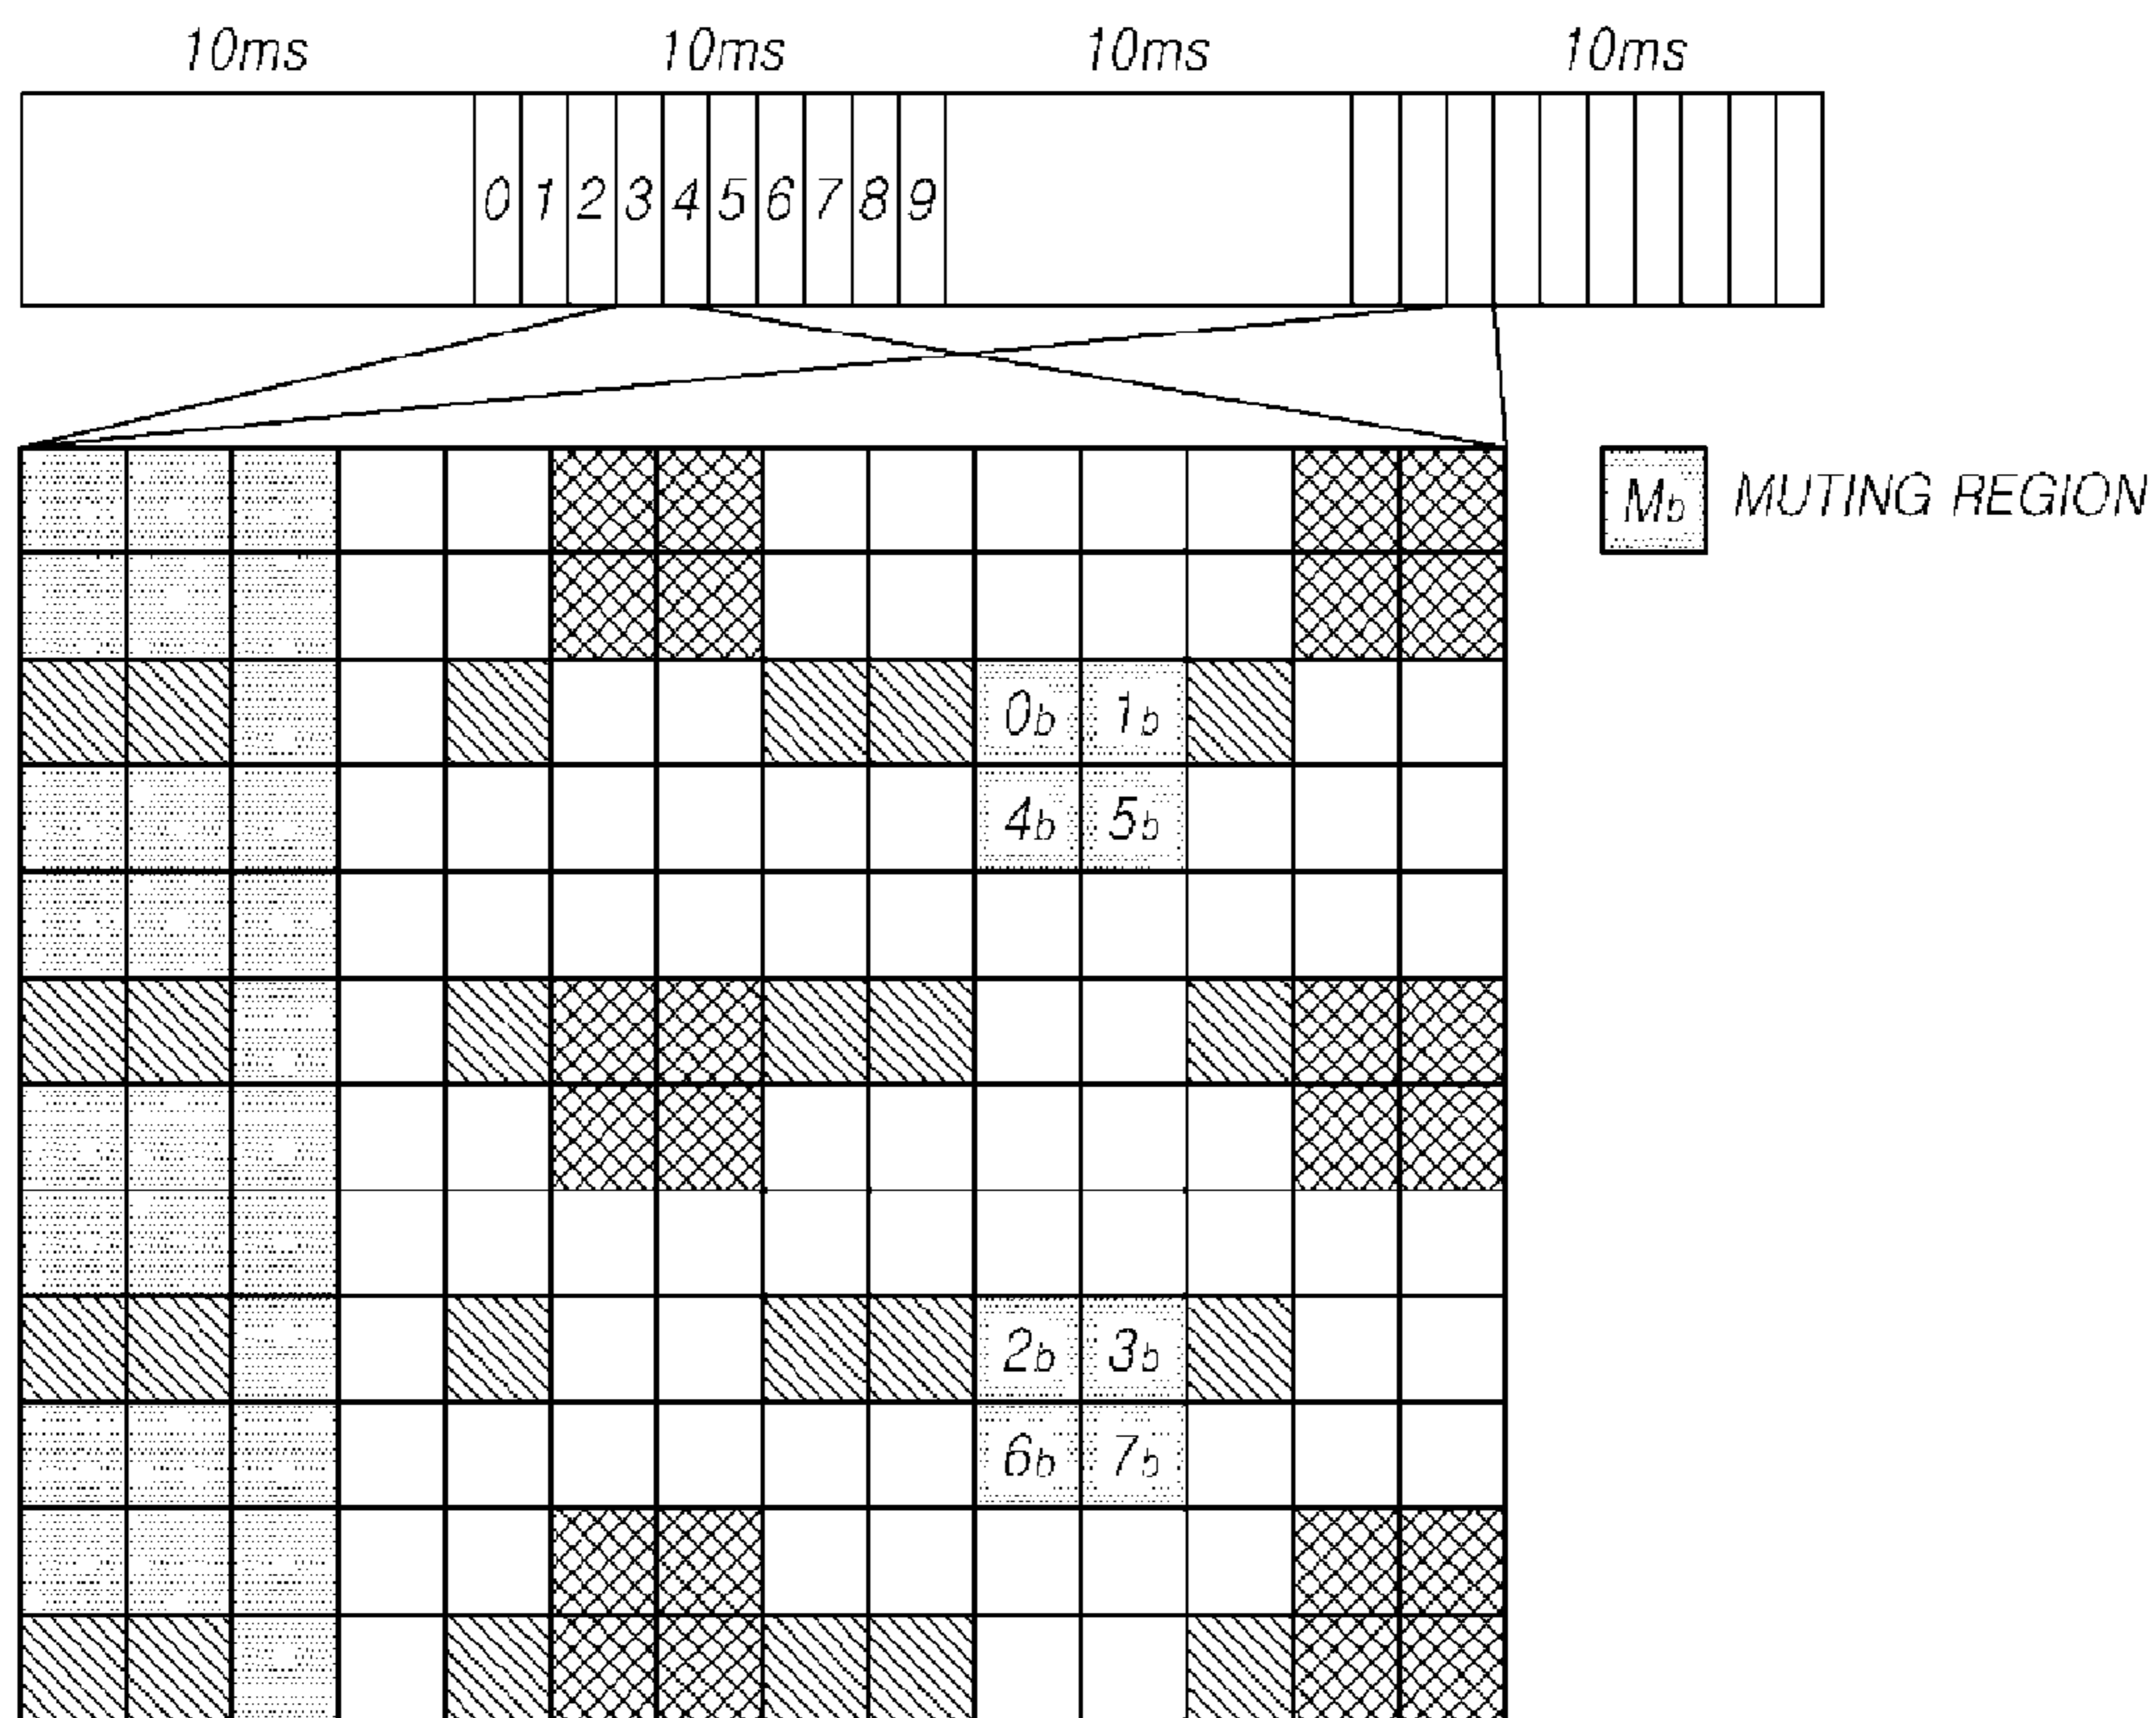 10ms 10ms 10ms 10ms
0 1 2 3 4 5 6 7 8 9
Mb MUTING REGION
0b 1b
4b 5b
2b 3b
6b 7b